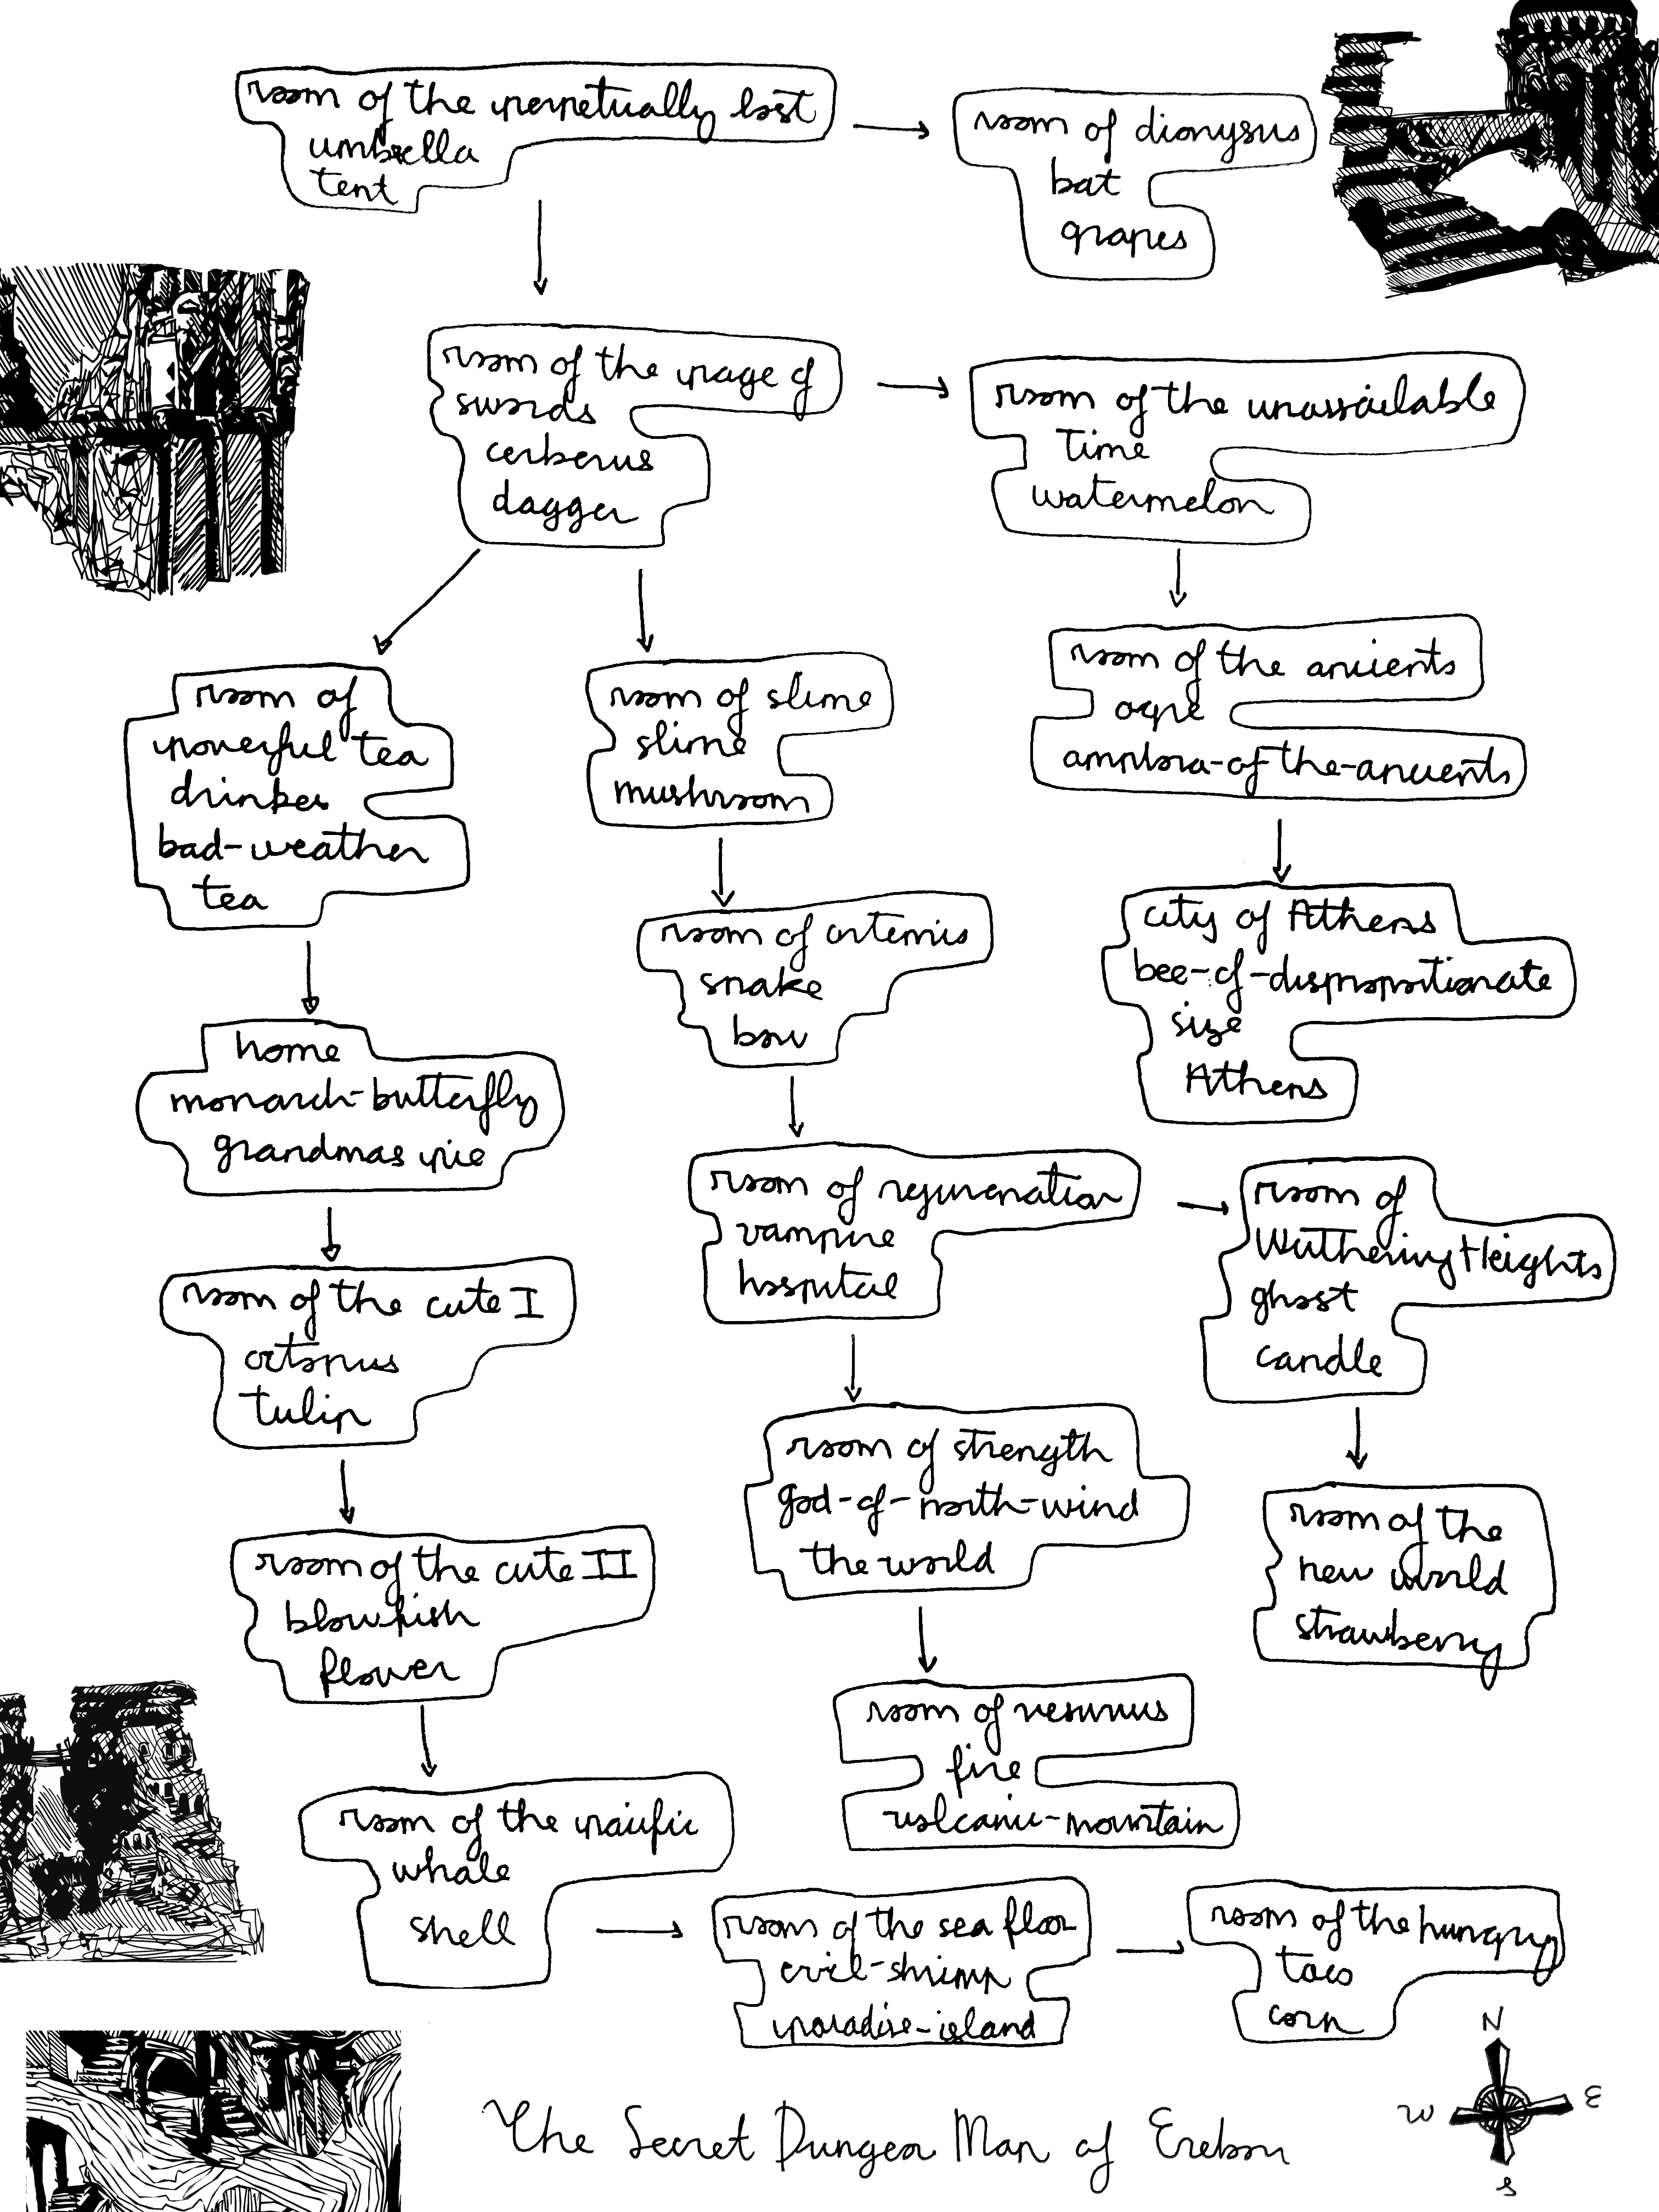 room of the perpetually lost
umbrella
tent
room of dionysus
bat
grapes
room of the page of
swords
cerberus
dagger
room of the unassailable
time
watermelon
room of
powerful tea
drinker
bad-weather
tea
room of slime
slime
mushroom
room of the ancients
ogre
amphora-of-the-ancients
room of artemis
snake
bow
city of Athens
bee-of-disproportionate
size
Athens
home
monarch-butterfly
grandmas pie
room of rejuvenation
vampire
hospital
room of
Wuthering Heights
ghost
candle
room of the cute I
octopus
tulip
room of strength
god-of-north-wind
the world
room of the
new world
strawberry
room of the cute II
blowfish
flower
room of vesuvius
fire
volcanic-mountain
room of the pacific
whale
shell
room of the sea floor
evil-shrimp
paradise-island
room of the hungry
taco
corn
N
W
E
S
The Secret Dungeon Map of Erebor